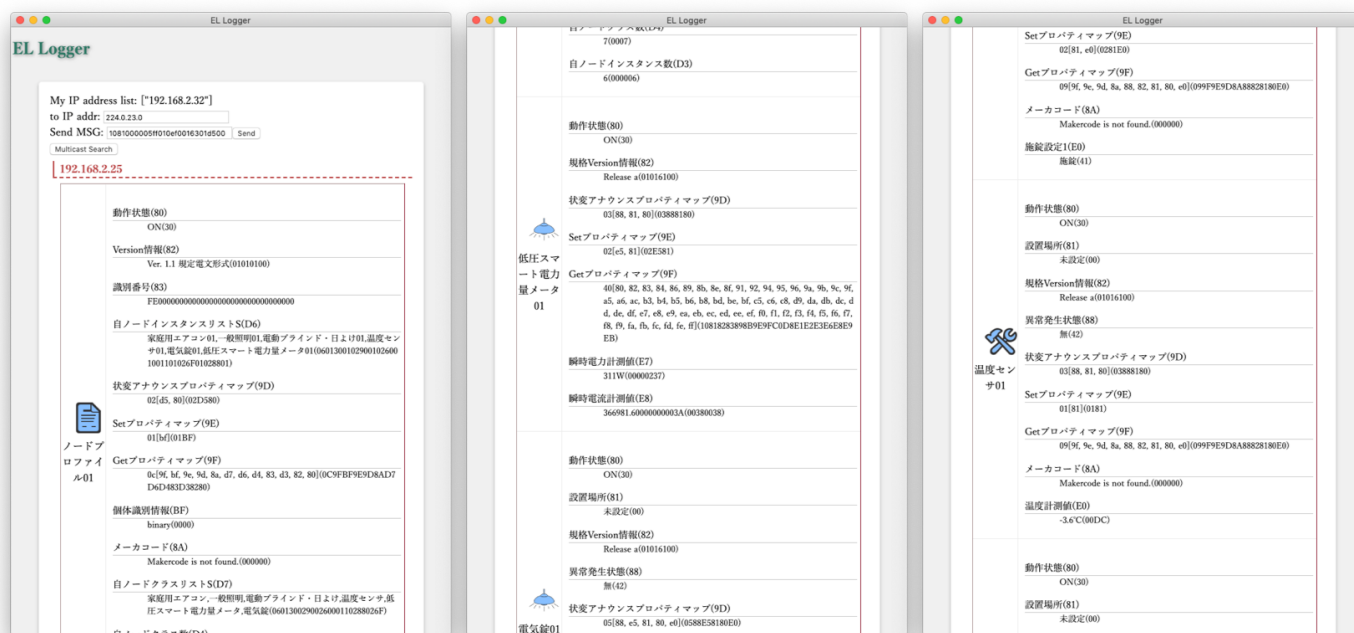 EL Logger
EL Logger
My IP address list: ["192.168.2.32"]
to IP addr: 224.0.23.0
Send MSG: 1081000005ff010ef0016301d500 Send
Multicast Search
192.168.2.25
ノードプ
ロファイ
ル01
動作状態(80)
ON(30)
Version情報(82)
Ver. 1.1 規定電文形式(01010100)
識別番号(83)
自ノードインスタンスリストS(D6)
家庭用エアコン01,一般照明01,電動ブラインド・日よけ01,温度セン
サ01,電気錠01,低圧スマート電力量メータ01(0601300102900102600
1001101026F01028801)
状変アナウンスプロパティマップ(9D)
02[d5, 80](02D580)
Setプロパティマップ(9E)
01[bf](01BF)
Getプロパティマップ(9F)
0c[9f, bf, 9e, 9d, 8a, d7, d6, d4, 83, d3, 82, 80](0C9FBF9E9D8AD7
D6D483D38280)
個体識別情報(BF)
binary(0000)
メーカコード(8A)
Makercode is not found.(000000)
自ノードクラスリストS(D7)
家庭用エアコン,一般照明,電動ブラインド・日よけ,温度センサ,低
圧スマート電力量メータ,電気錠(0601300290026000110288026F)
自ノードクラス数(D4)
EL Logger
自ノードクラス数(D4)
7(0007)
自ノードインスタンス数(D3)
6(000006)
低圧スマ
ート電力
量メータ
01
動作状態(80)
ON(30)
規格Version情報(82)
Release a(01016100)
状変アナウンスプロパティマップ(9D)
03[88, 81, 80](03888180)
Setプロパティマップ(9E)
02[e5, 81](02E581)
Getプロパティマップ(9F)
40[80, 82, 83, 84, 86, 89, 8b, 8e, 8f, 91, 92, 94, 95, 96, 9a, 9b, 9c, 9f,
a5, a6, ac, b3, b4, b5, b6, b8, bd, be, bf, c5, c6, c8, d9, da, db, dc, d
d, de, df, e7, e8, e9, ea, eb, ec, ed, ee, ef, f0, f1, f2, f3, f4, f5, f6, f7,
f8, f9, fa, fb, fc, fd, fe, ff](10818283898B9E9FC0D8E1E2E3E6E8E9
EB)
瞬時電力計測値(E7)
311W(00000237)
瞬時電流計測値(E8)
366981.60000000003A(00380038)
電気錠01
動作状態(80)
ON(30)
設置場所(81)
未設定(00)
規格Version情報(82)
Release a(01016100)
異常発生状態(88)
無(42)
状変アナウンスプロパティマップ(9D)
05[88, e5, 81, 80, e0](0588E58180E0)
EL Logger
Setプロパティマップ(9E)
02[81, e0](0281E0)
Getプロパティマップ(9F)
09[9f, 9e, 9d, 8a, 88, 82, 81, 80, e0](099F9E9D8A88828180E0)
メーカコード(8A)
Makercode is not found.(000000)
施錠設定1(E0)
施錠(41)
温度セン
サ01
動作状態(80)
ON(30)
設置場所(81)
未設定(00)
規格Version情報(82)
Release a(01016100)
異常発生状態(88)
無(42)
状変アナウンスプロパティマップ(9D)
03[88, 81, 80](03888180)
Setプロパティマップ(9E)
01[81](0181)
Getプロパティマップ(9F)
09[9f, 9e, 9d, 8a, 88, 82, 81, 80, e0](099F9E9D8A88828180E0)
メーカコード(8A)
Makercode is not found.(000000)
温度計測値(E0)
-3.6℃(00DC)
動作状態(80)
ON(30)
設置場所(81)
未設定(00)